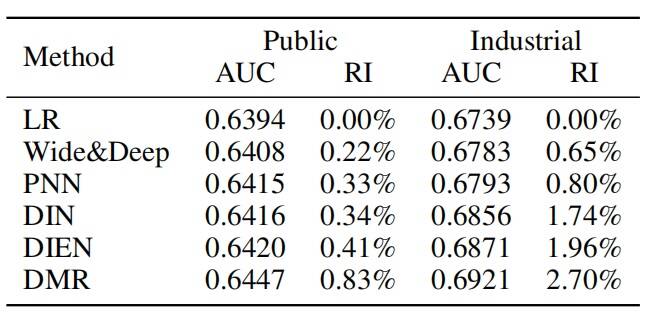 Method Public Industrial
AUC RI AUC RI
LR 0.6394 0.00% 0.6739 0.00%
Wide&Deep 0.6408 0.22% 0.6783 0.65%
PNN 0.6415 0.33% 0.6793 0.80%
DIN 0.6416 0.34% 0.6856 1.74%
DIEN 0.6420 0.41% 0.6871 1.96%
DMR 0.6447 0.83% 0.6921 2.70%